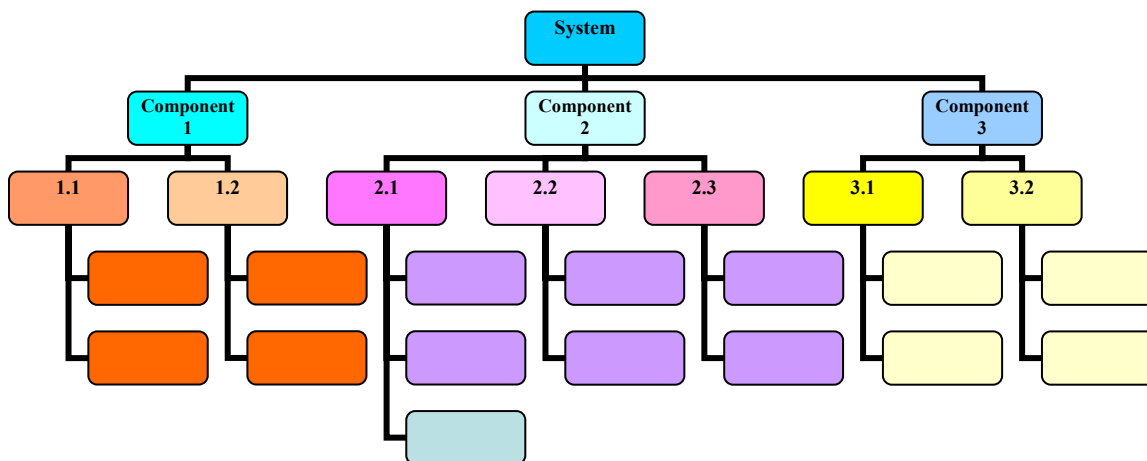 System
Component
1
Component
2
Component
3
1.1
1.2
2.1
2.2
2.3
3.1
3.2